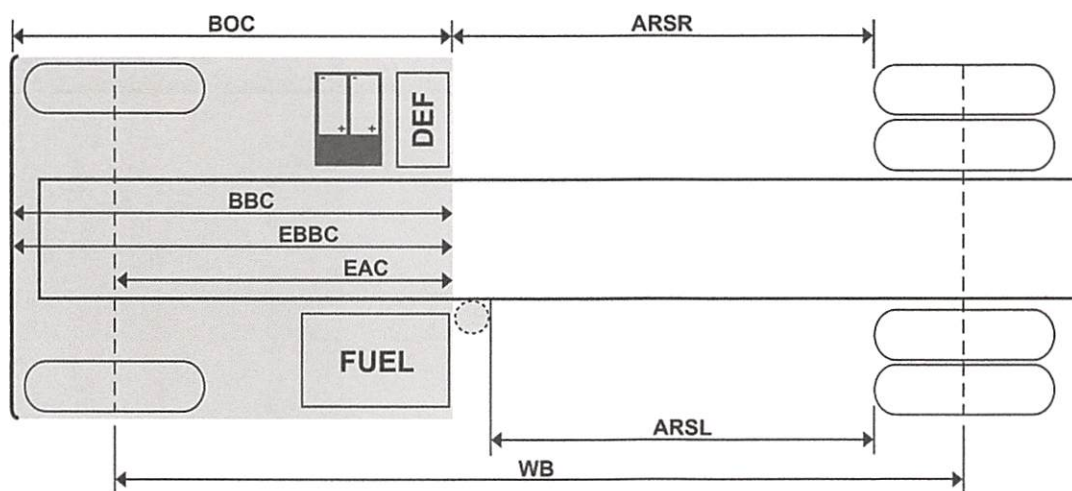 BOC
ARSR
- -
+ +
DEF
BBC
EBBC
EAC
FUEL
ARSL
WB